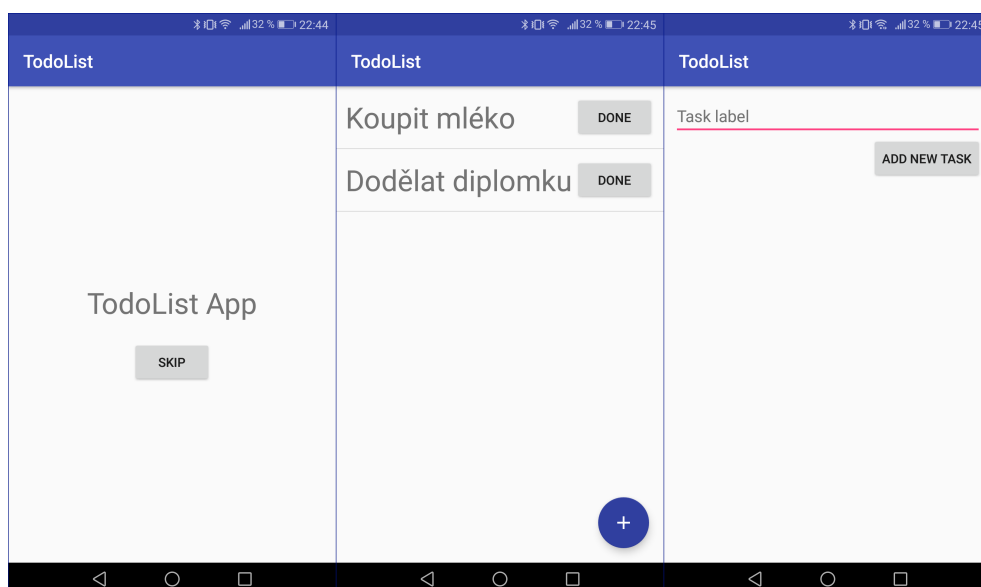 32 % 22:44
TodoList
TodoList App
SKIP
32 % 22:45
TodoList
Koupit mléko DONE
Dodělat diplomku DONE
+
32 % 22:45
TodoList
Task label
ADD NEW TASK